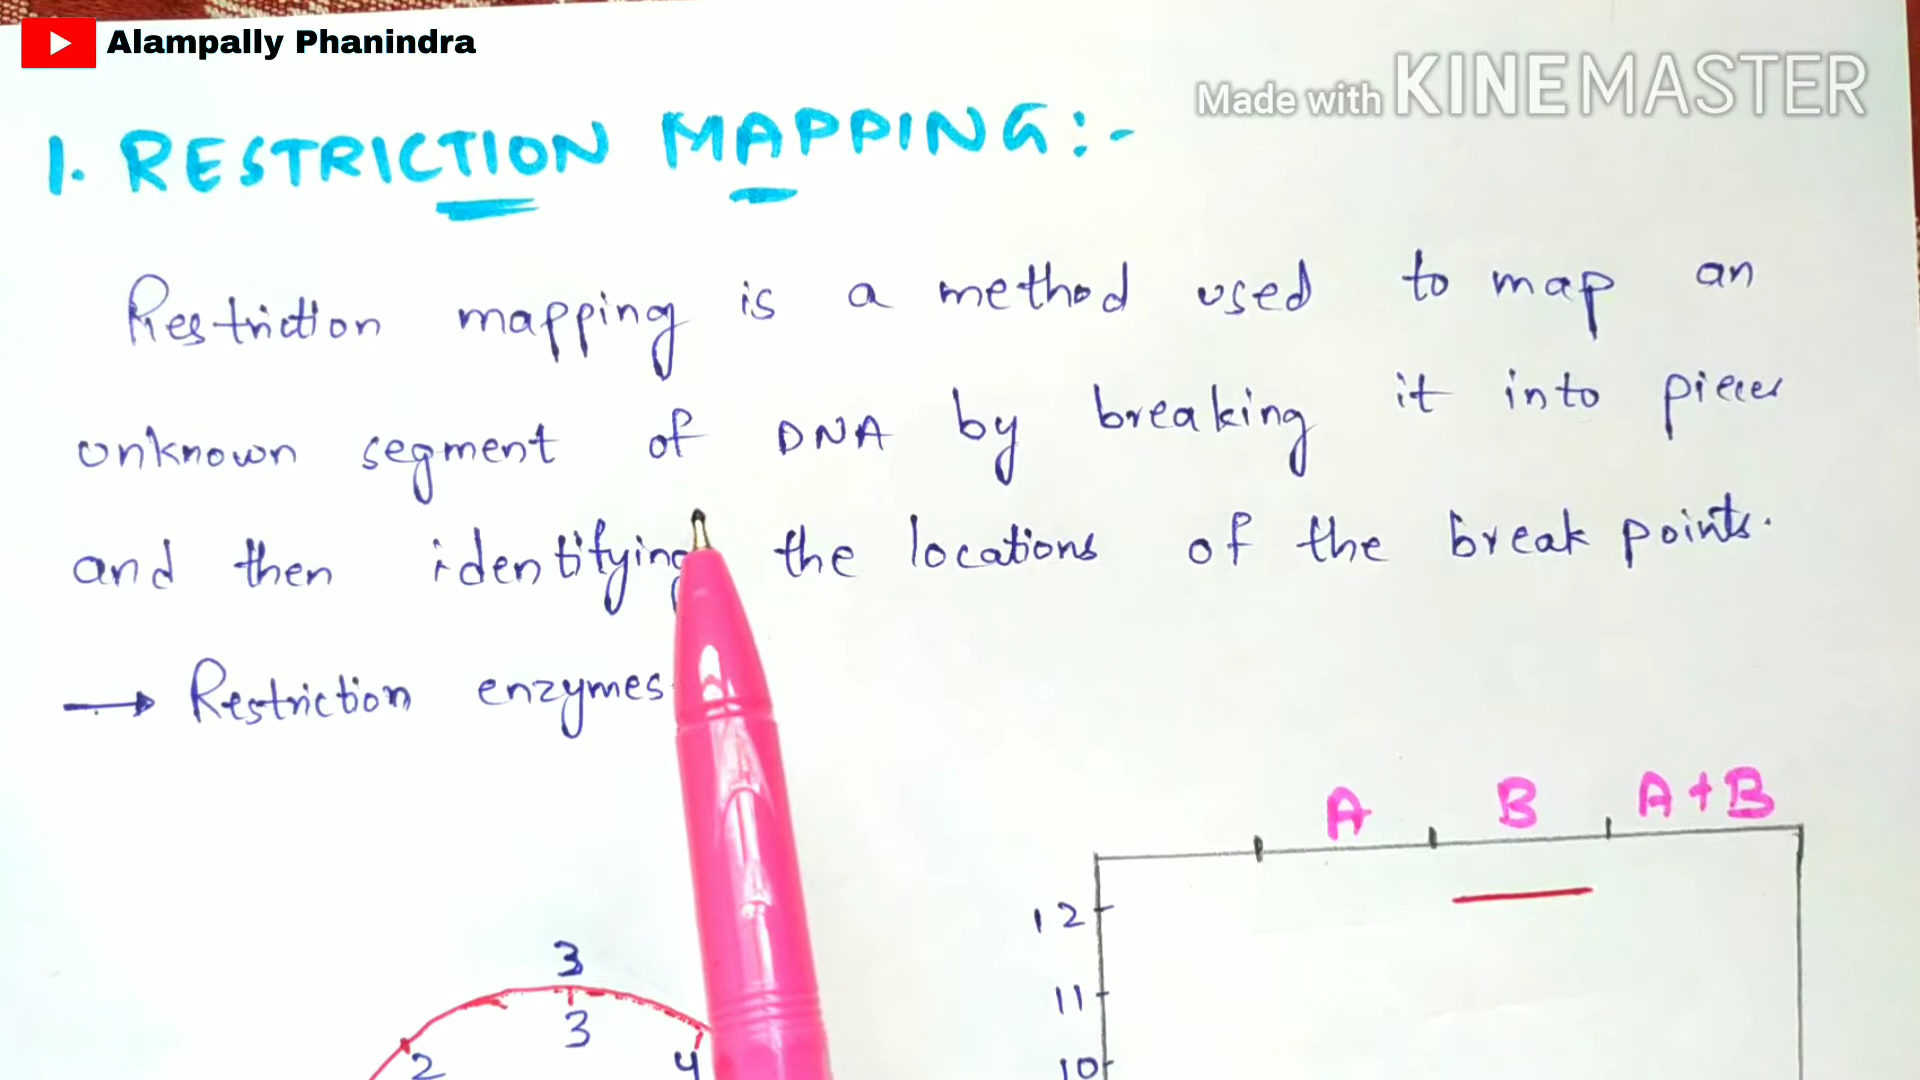 Alampally Phanindra
Made with KINEMASTER
1. RESTRICTION MAPPING:-
Restriction mapping is a method used to map an
unknown segment of DNA by breaking it into pieces
and then identifying the locations of the break points.
→ Restriction enzymes
A B A+B
12
11
10
3
3
2
4